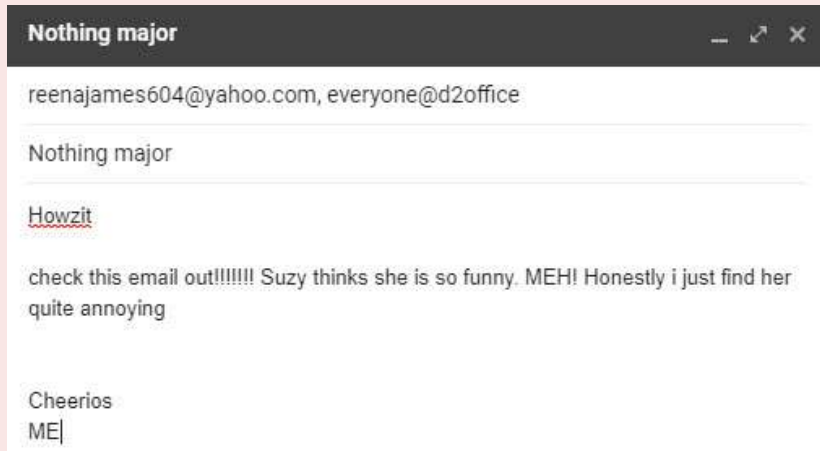 Nothing major
reenajames604@yahoo.com, everyone@d2office
Nothing major
Howzit
check this email out!!!!!!! Suzy thinks she is so funny. MEH! Honestly i just find her
quite annoying
Cheerios
ME